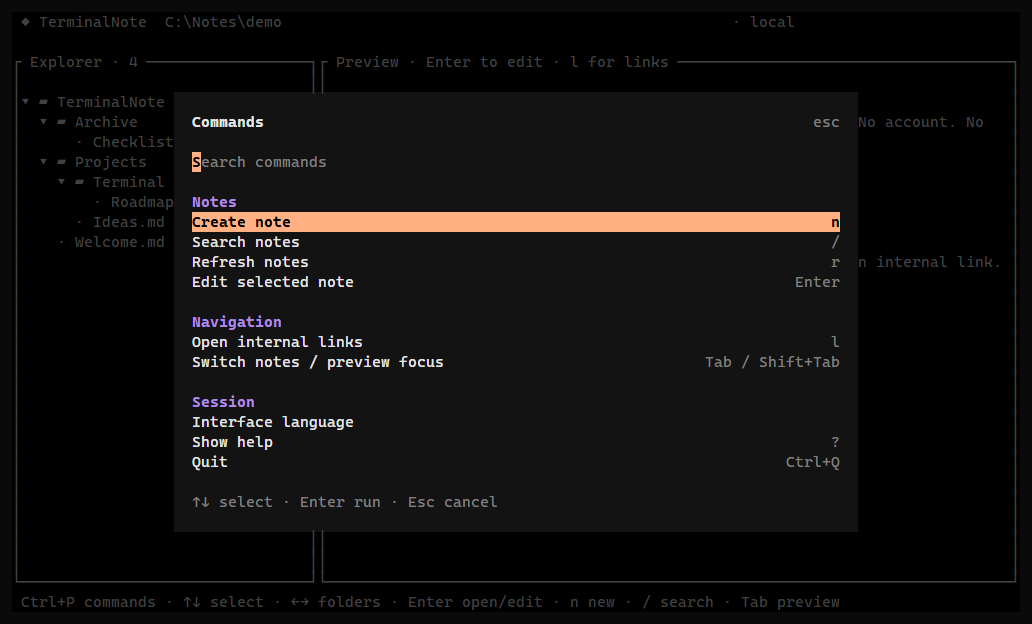 ◆ TerminalNote  C:\Notes\demo · local
Explorer · 4
Preview · Enter to edit · l for links
▼ ▰ TerminalNote
▼ ▰ Archive
· Checklist
▼ ▰ Projects
▼ ▰ Terminal
· Roadmap
· Ideas.md
· Welcome.md
No account. No
n internal link.
Commands esc
Search commands
Notes
Create note n
Search notes /
Refresh notes r
Edit selected note Enter
Navigation
Open internal links l
Switch notes / preview focus Tab / Shift+Tab
Session
Interface language
Show help ?
Quit Ctrl+Q
↑↓ select · Enter run · Esc cancel
Ctrl+P commands · ↑↓ select · ←→ folders · Enter open/edit · n new · / search · Tab preview